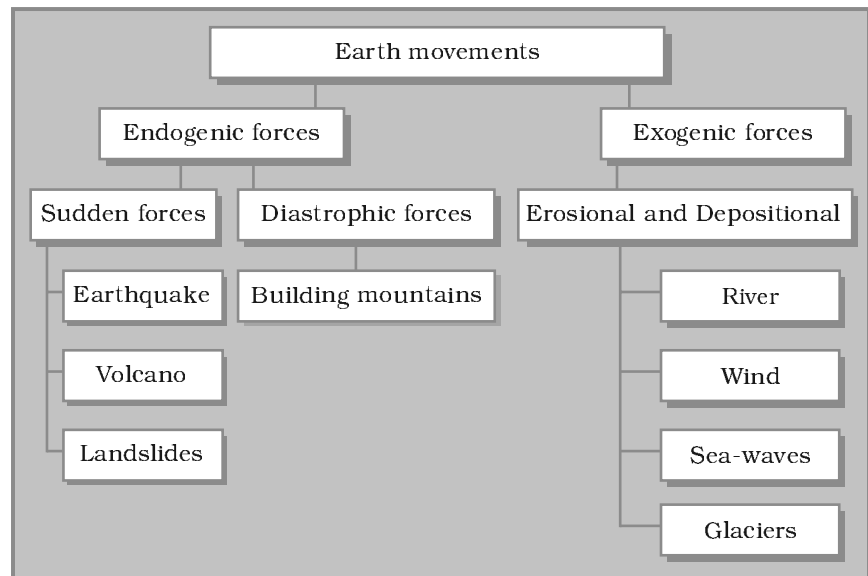 Earth movements
Endogenic forces
Exogenic forces
Sudden forces
Diastrophic forces
Erosional and Depositional
Earthquake
Building mountains
River
Volcano
Wind
Landslides
Sea-waves
Glaciers